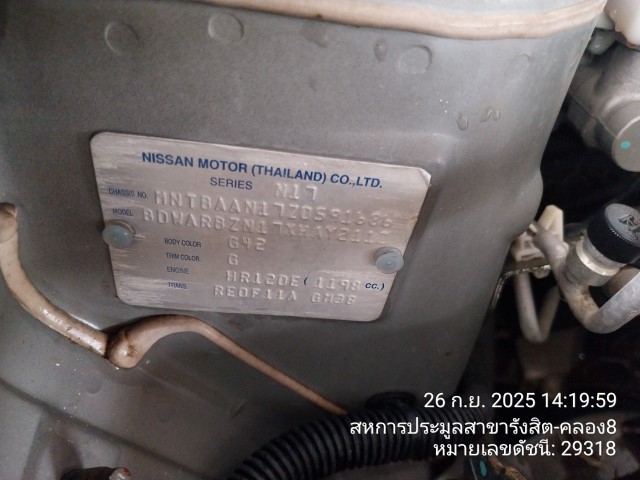 NISSAN MOTOR (THAILAND) CO.,LTD.
SERIES N17
CHASSIS NO. MNTBAAN17Z0591686
MODEL
BODY COLOR G42
TRIM COLOR G
ENGINE HR12DE ( 1198 CC.)
TRANS. RE0F11A GH38
26 ก.ย. 2025 14:19:59
สหการประมูลสาขารังสิต-คลอง8
หมายเลขดัชนี: 29318